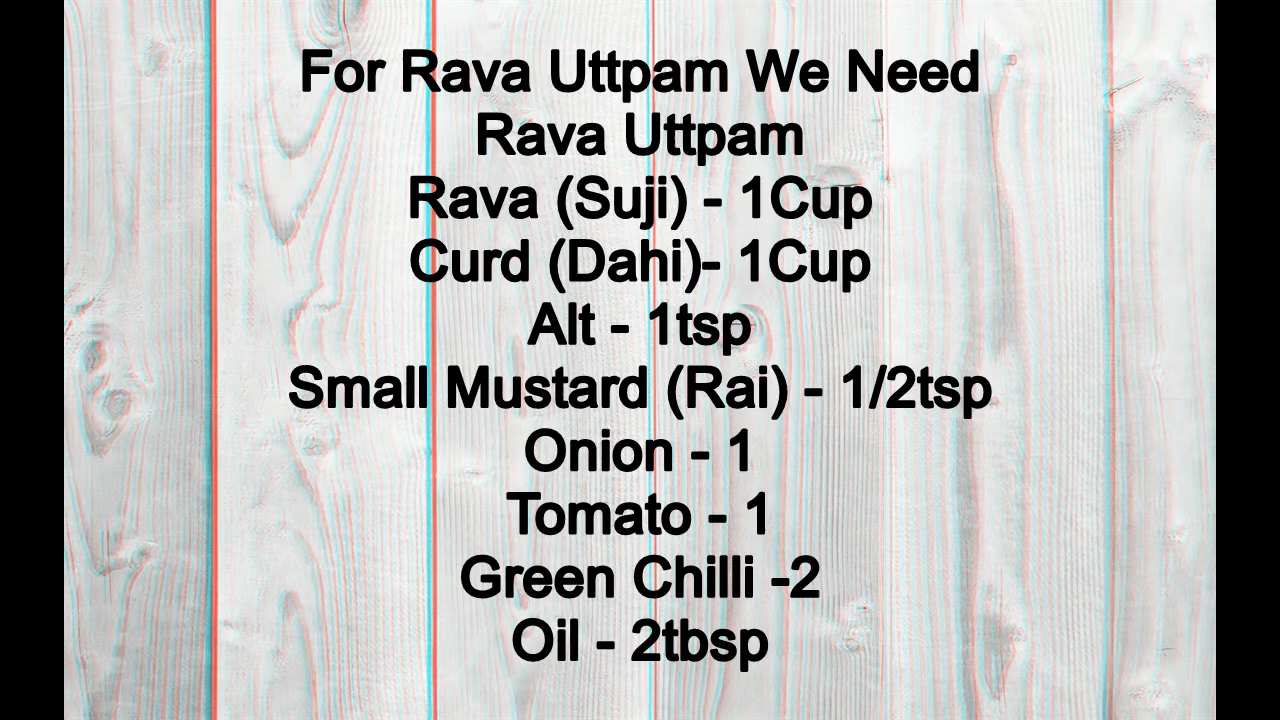 For Rava Uttpam We Need
Rava Uttpam
Rava (Suji) - 1Cup
Curd (Dahi)- 1Cup
Alt - 1tsp
Small Mustard (Rai) - 1/2tsp
Onion - 1
Tomato - 1
Green Chilli -2
Oil - 2tbsp